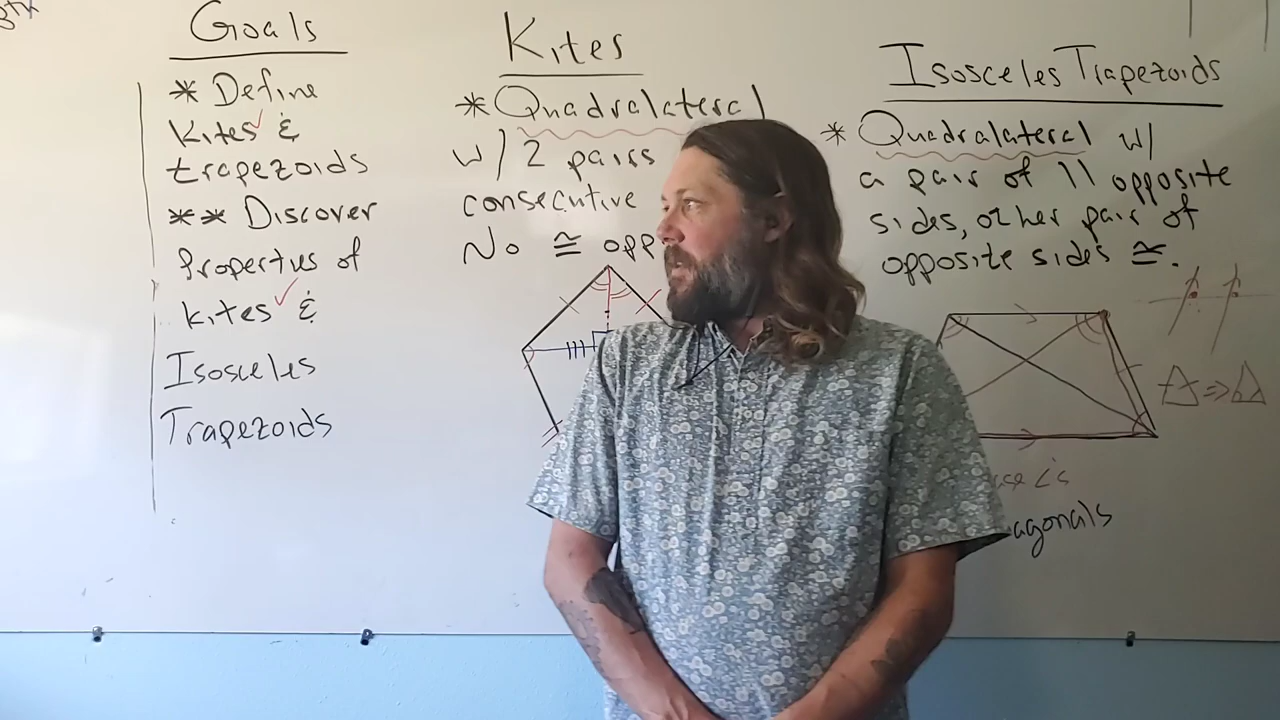 Goals
* Define
Kites &
trapezoids
** Discover
Properties of
kites &
Isosceles
Trapezoids
Kites
* Quadralateral
w/ 2 pairs
consecutive
No ≅ opp
Isosceles Trapezoids
* Quadralateral w/
a pair of || opposite
sides, other pair of
opposite sides ≅.
∠'s
agonals